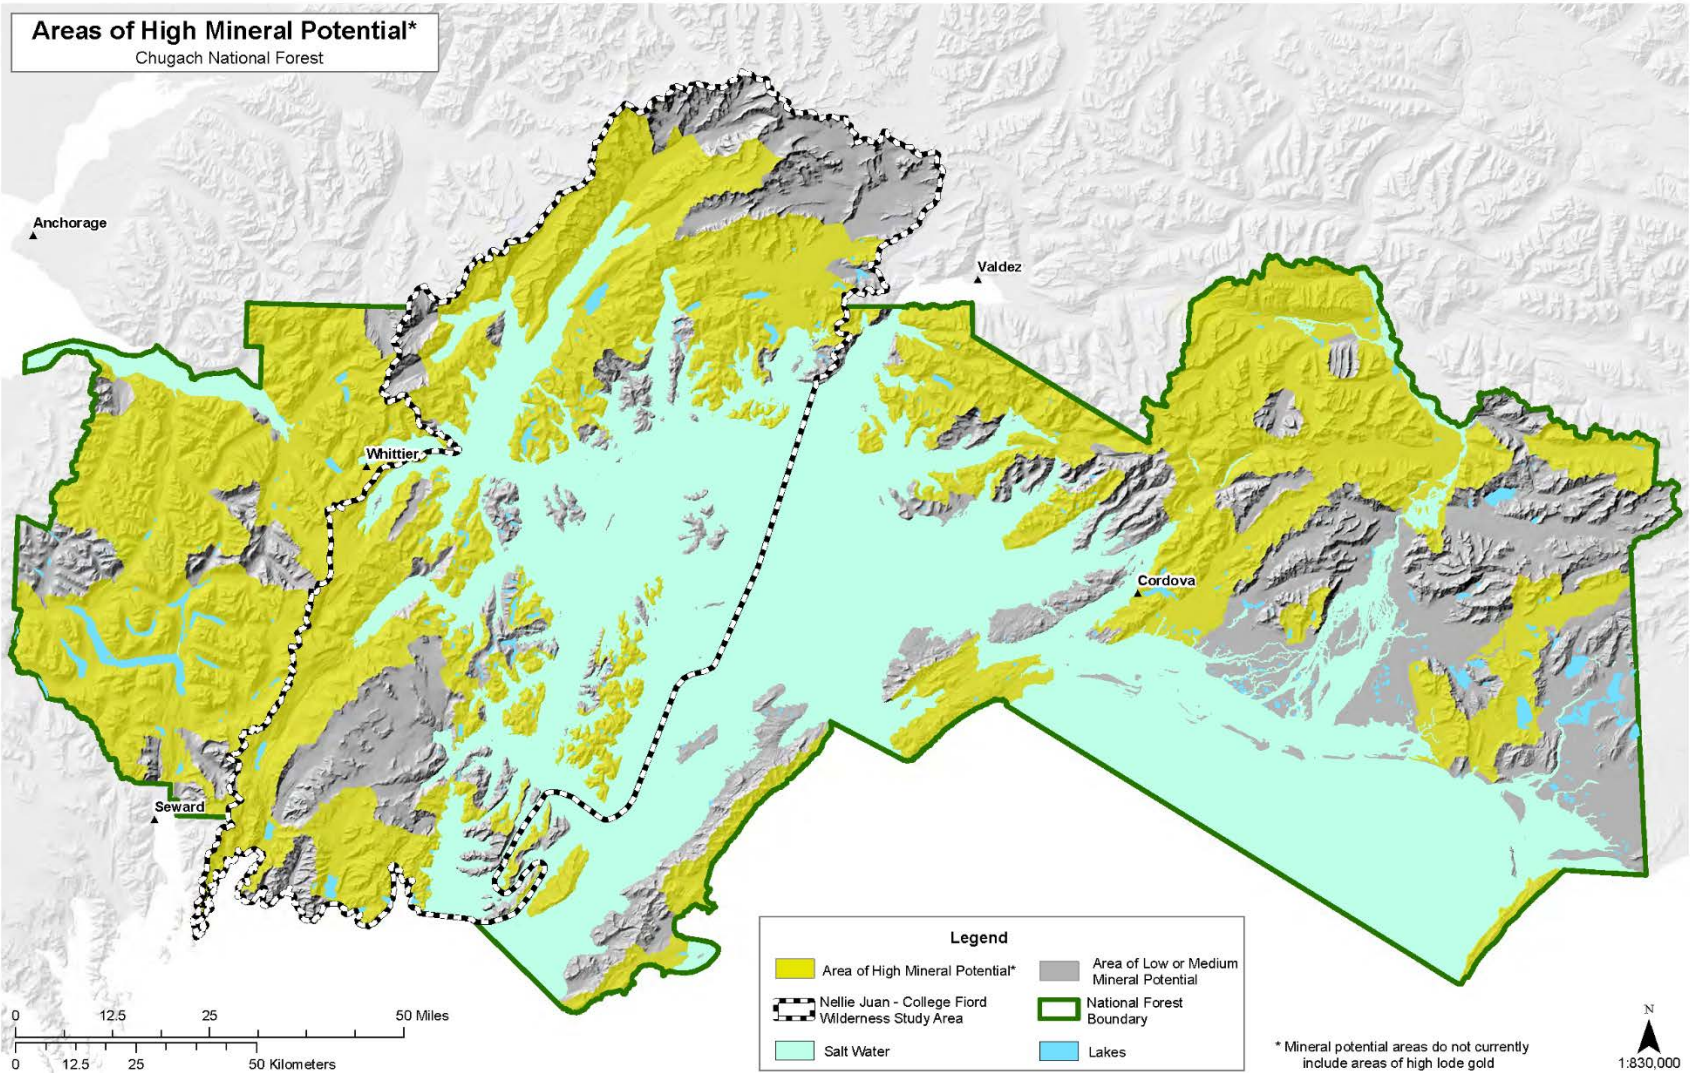 Areas of High Mineral Potential*
Chugach National Forest
Anchorage
Valdez
Whittier
Cordova
Seward
Legend
Area of High Mineral Potential*
Area of Low or Medium
Mineral Potential
Nellie Juan - College Fiord
Wilderness Study Area
National Forest
Boundary
Salt Water
Lakes
0 12.5 25 50 Miles
0 12.5 25 50 Kilometers
* Mineral potential areas do not currently
include areas of high lode gold
N
1:830,000